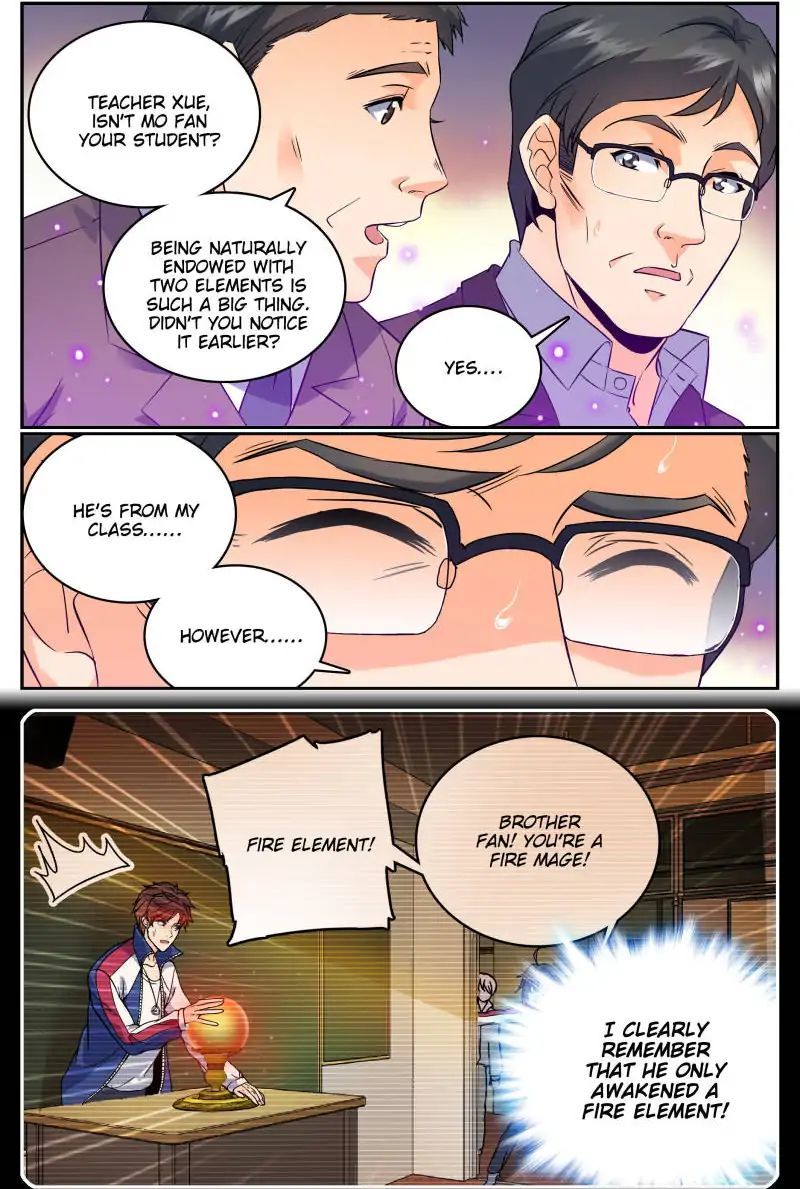 TEACHER XUE,
ISN'T MO FAN
YOUR STUDENT?
BEING NATURALLY
ENDOWED WITH
TWO ELEMENTS IS
SUCH A BIG THING.
DIDN'T YOU NOTICE
IT EARLIER?
YES....
HE'S FROM MY
CLASS......
HOWEVER......
FIRE ELEMENT!
BROTHER
FAN! YOU'RE A
FIRE MAGE!
I CLEARLY
REMEMBER
THAT HE ONLY
AWAKENED A
FIRE ELEMENT!